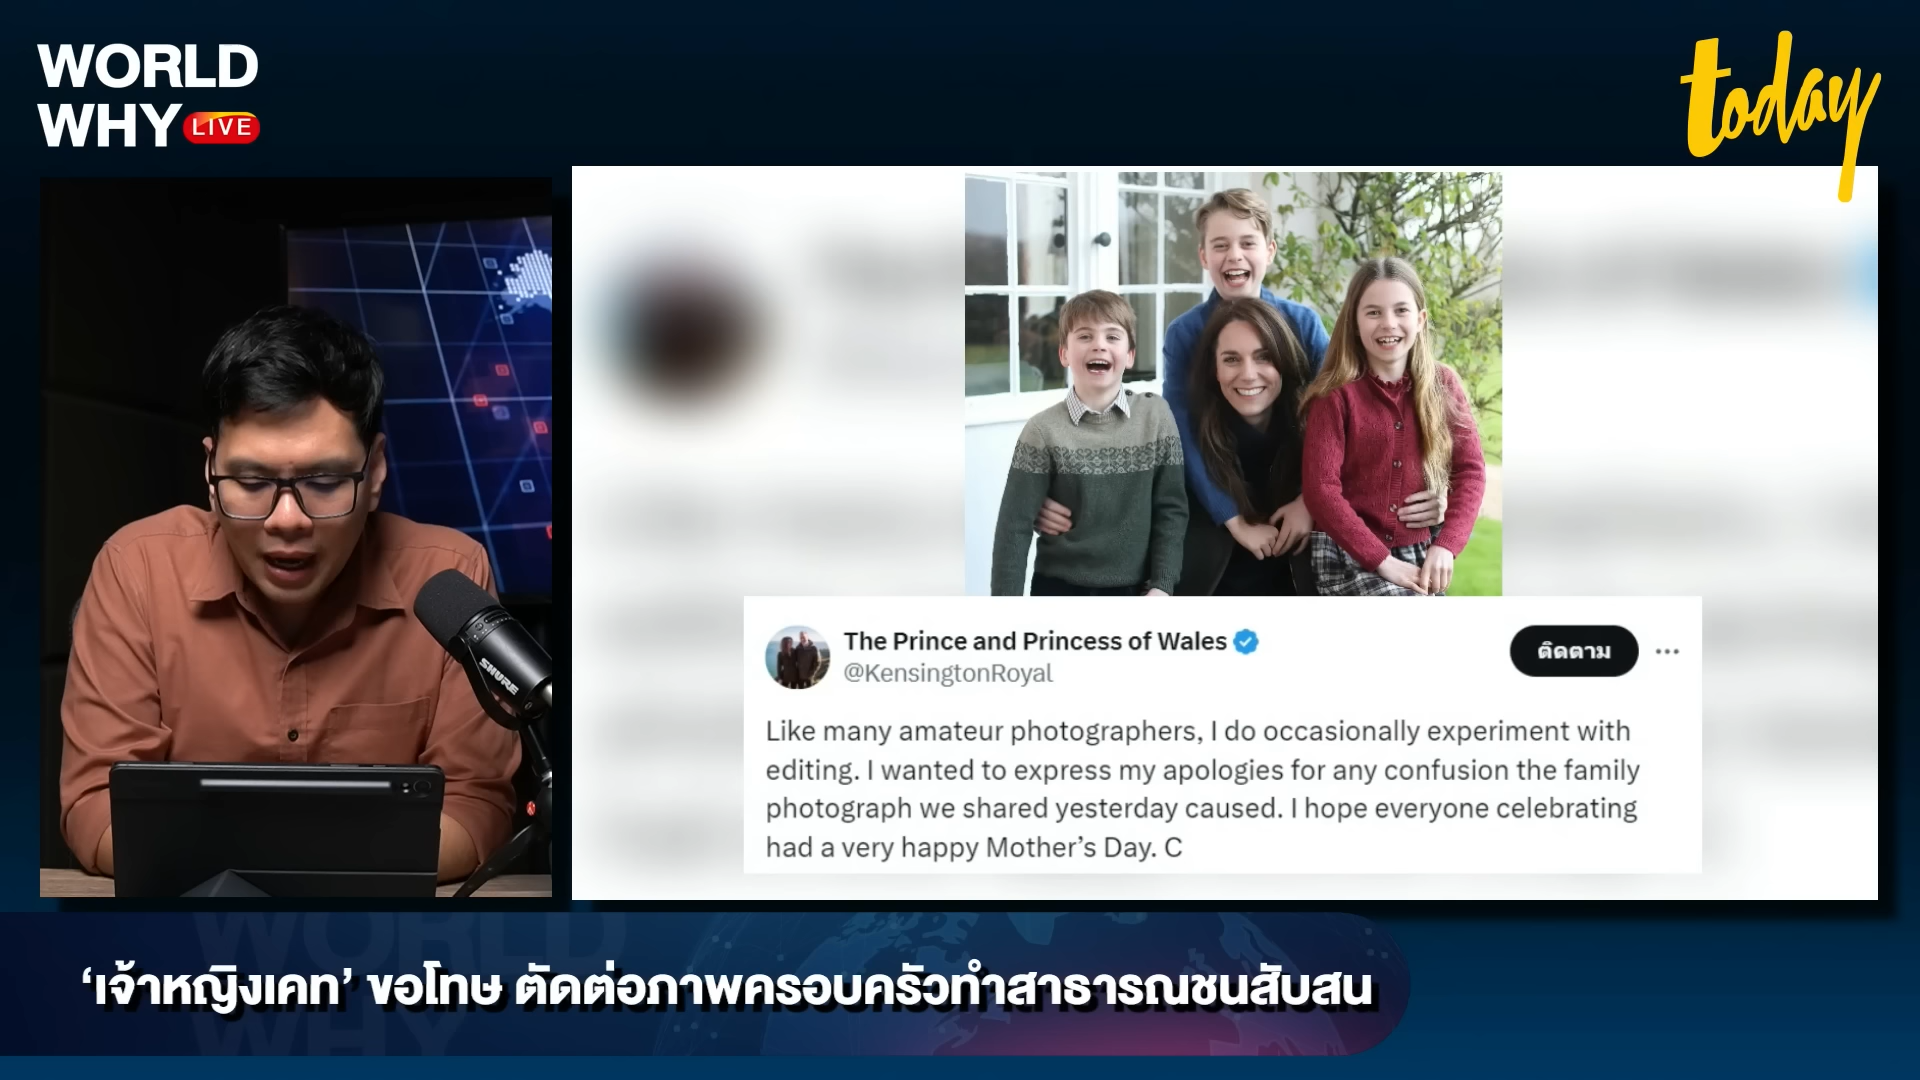 WORLD
WHY LIVE
today
SHURE
The Prince and Princess of Wales
@KensingtonRoyal
ติดตาม
Like many amateur photographers, I do occasionally experiment with
editing. I wanted to express my apologies for any confusion the family
photograph we shared yesterday caused. I hope everyone celebrating
had a very happy Mother’s Day. C
‘เจ้าหญิงเคท’ ขอโทษ ตัดต่อภาพครอบครัวทำสาธารณชนสับสน
WORLD
WHY